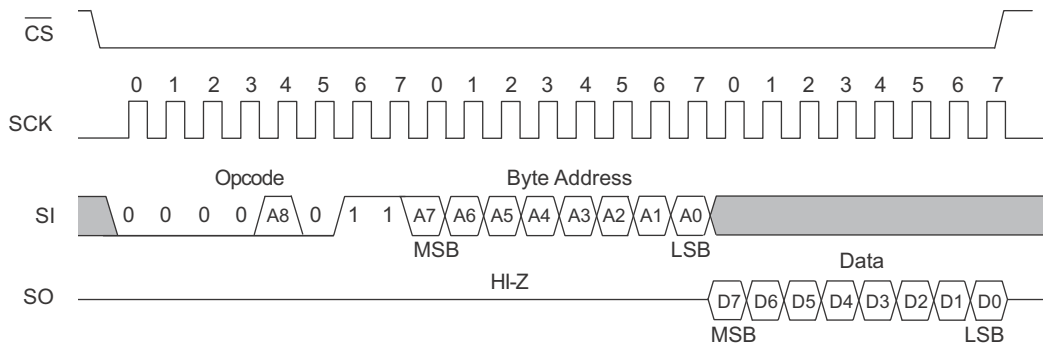 CS
0 1 2 3 4 5 6 7 0 1 2 3 4 5 6 7 0 1 2 3 4 5 6 7
SCK
Opcode Byte Address
SI 0 0 0 0 A8 0 1 1 A7 A6 A5 A4 A3 A2 A1 A0
MSB LSB
HI-Z Data
SO D7 D6 D5 D4 D3 D2 D1 D0
MSB LSB